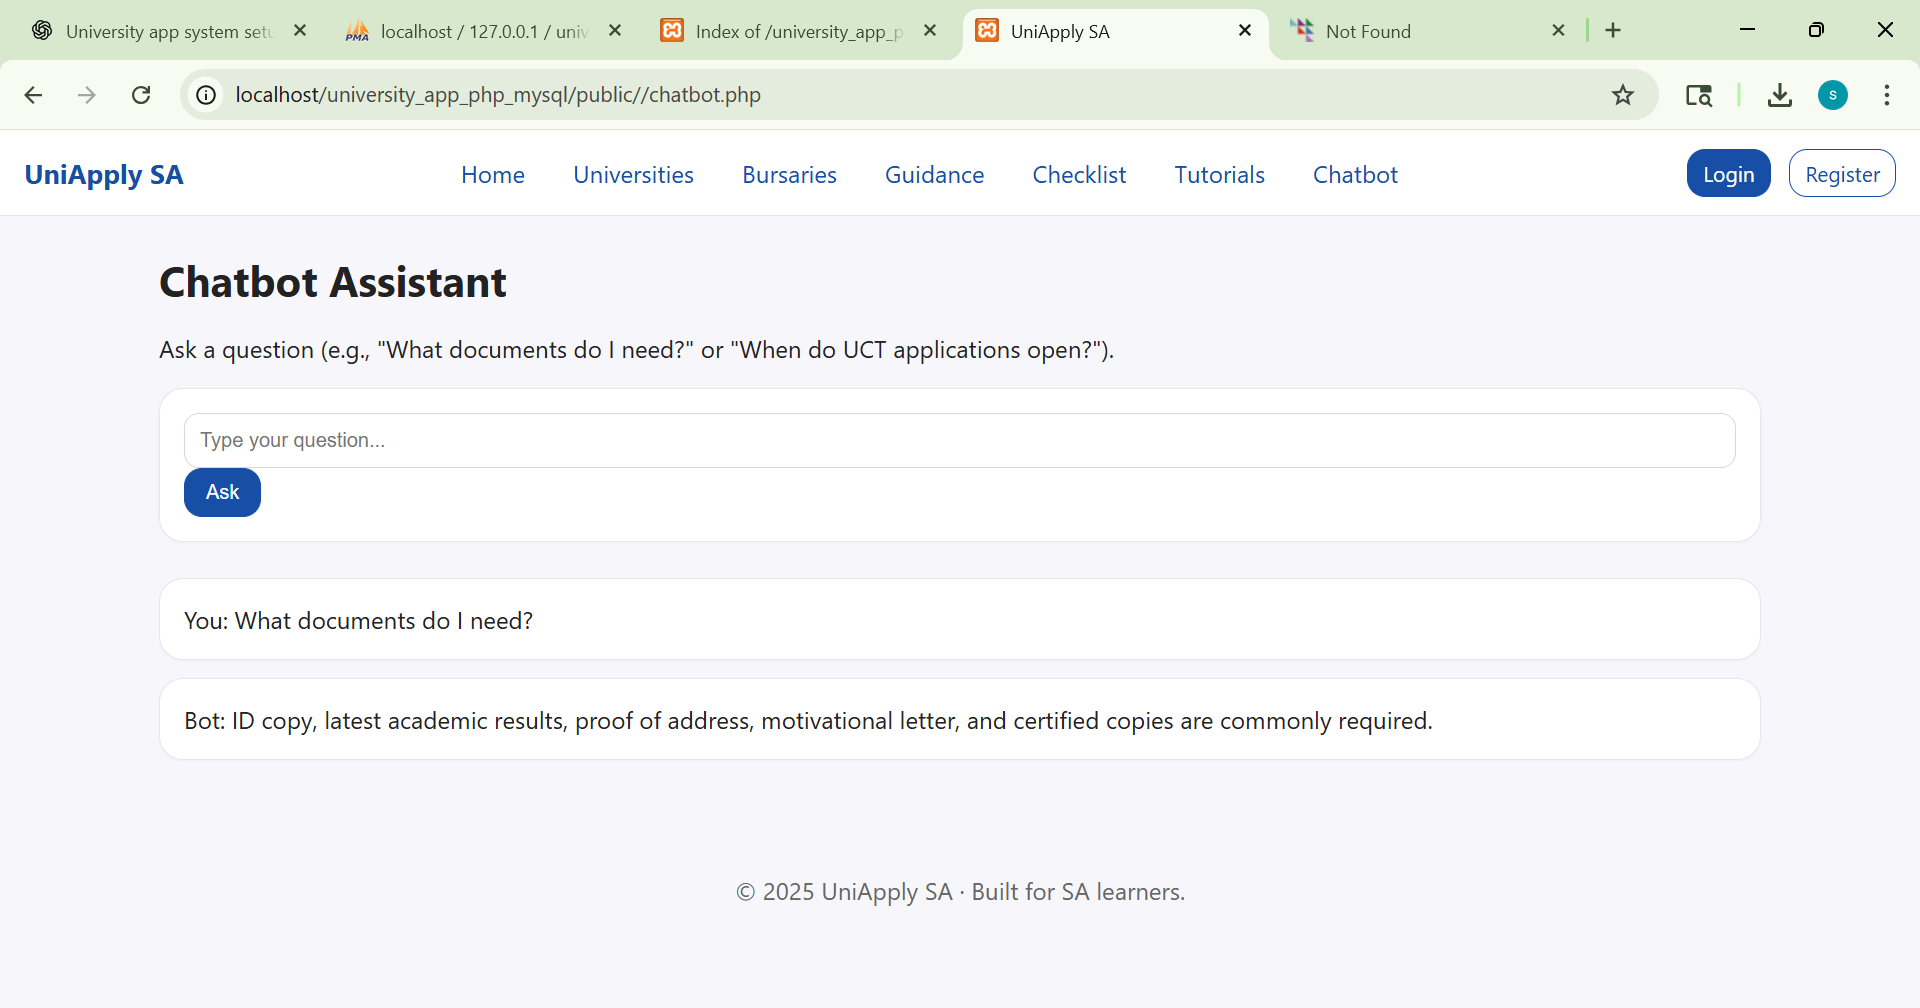 University app system setu
localhost / 127.0.0.1 / univ
Index of /university_app_p
UniApply SA
Not Found
localhost/university_app_php_mysql/public//chatbot.php
s
UniApply SA
Home
Universities
Bursaries
Guidance
Checklist
Tutorials
Chatbot
Login
Register
Chatbot Assistant
Ask a question (e.g., "What documents do I need?" or "When do UCT applications open?").
Type your question...
Ask
You: What documents do I need?
Bot: ID copy, latest academic results, proof of address, motivational letter, and certified copies are commonly required.
© 2025 UniApply SA · Built for SA learners.